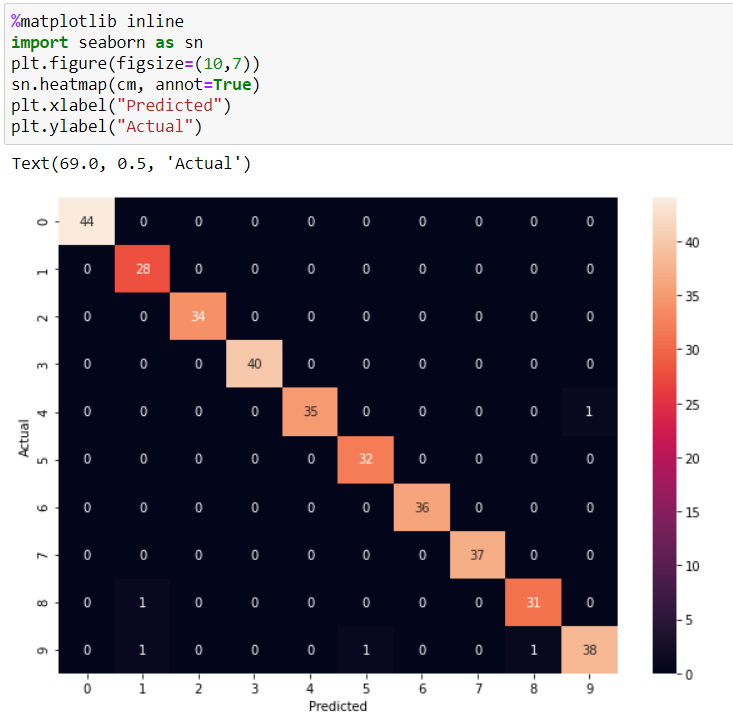 %matplotlib inline
import seaborn as sn
plt.figure(figsize=(10,7))
sn.heatmap(cm, annot=True)
plt.xlabel("Predicted")
plt.ylabel("Actual")
Text(69.0, 0.5, 'Actual')
0 44 0 0 0 0 0 0 0 0 0
1 0 28 0 0 0 0 0 0 0 0
2 0 0 34 0 0 0 0 0 0 0
3 0 0 0 40 0 0 0 0 0 0
4 0 0 0 0 35 0 0 0 0 1
5 0 0 0 0 0 32 0 0 0 0
6 0 0 0 0 0 0 36 0 0 0
7 0 0 0 0 0 0 0 37 0 0
8 0 1 0 0 0 0 0 0 31 0
9 0 1 0 0 0 1 0 0 1 38
0 1 2 3 4 5 6 7 8 9
Predicted
Actual
40
35
30
25
20
15
10
5
0